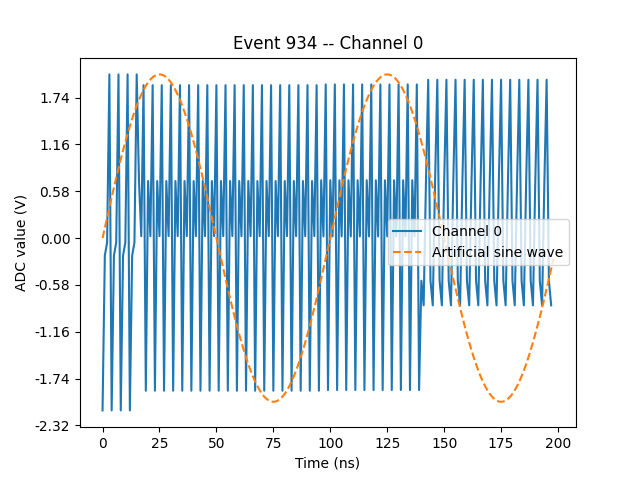 Event 934 -- Channel 0
ADC value (V)
1.74
1.16
0.58
0.00
-0.58
-1.16
-1.74
-2.32
Channel 0
Artificial sine wave
0 25 50 75 100 125 150 175 200
Time (ns)